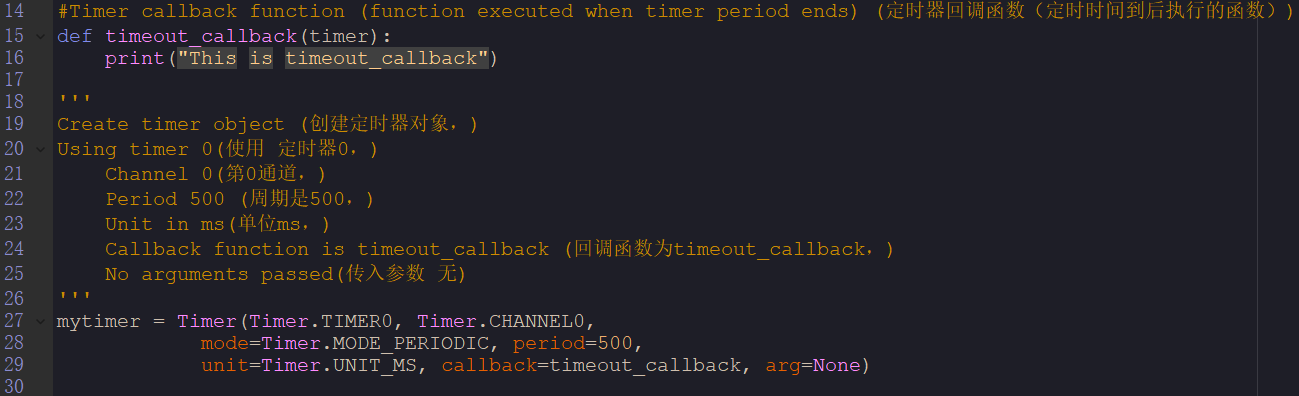 14 #Timer callback function (function executed when timer period ends) (定时器回调函数（定时时间到后执行的函数）)
15 def timeout_callback(timer):
16     print("This is timeout_callback")
17
18 '''
19 Create timer object (创建定时器对象，)
20 Using timer 0(使用 定时器0，)
21     Channel 0(第0通道，)
22     Period 500 (周期是500，)
23     Unit in ms(单位ms，)
24     Callback function is timeout_callback (回调函数为timeout_callback，)
25     No arguments passed(传入参数 无)
26 '''
27 mytimer = Timer(Timer.TIMER0, Timer.CHANNEL0,
28             mode=Timer.MODE_PERIODIC, period=500,
29             unit=Timer.UNIT_MS, callback=timeout_callback, arg=None)
30